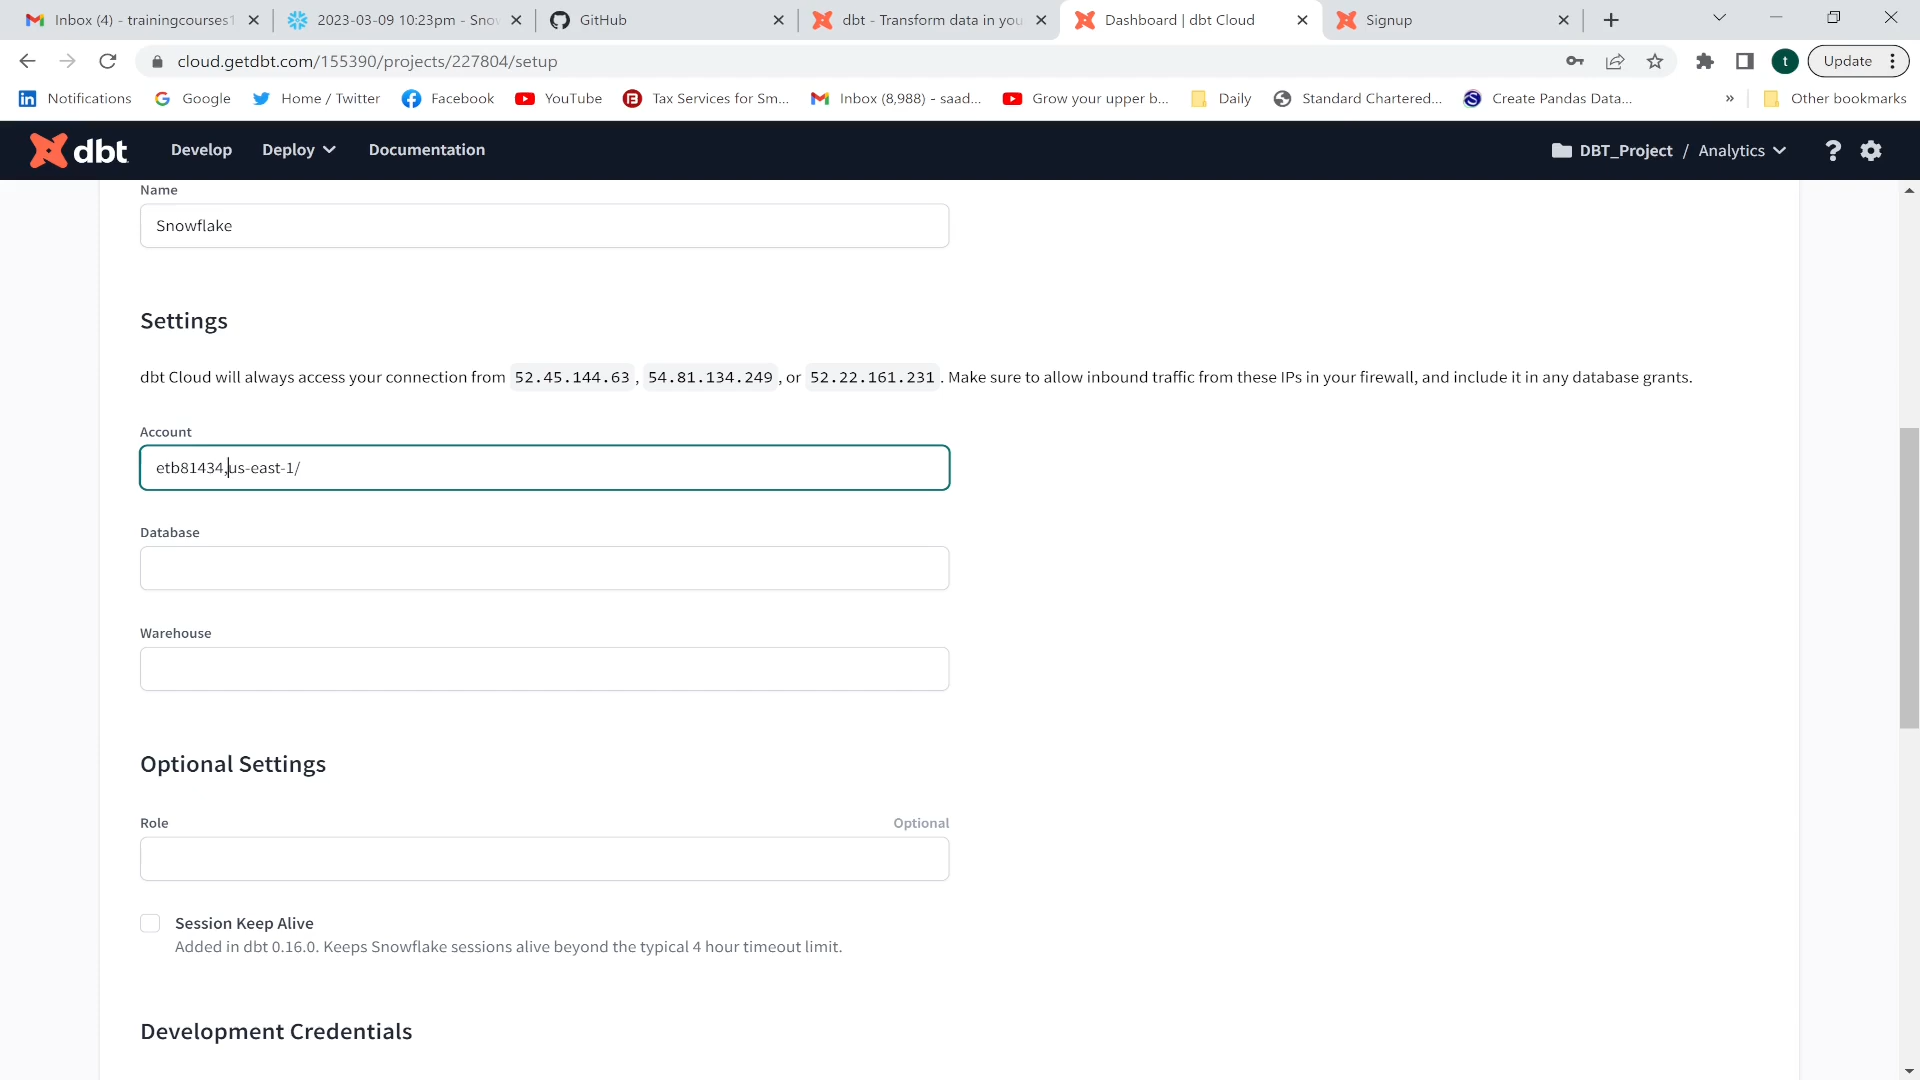 Inbox (4) - trainingcourses1 2023-03-09 10:23pm - Snow GitHub dbt - Transform data in you Dashboard | dbt Cloud Signup
cloud.getdbt.com/155390/projects/227804/setup t Update
Notifications Google Home / Twitter Facebook YouTube Tax Services for Sm... Inbox (8,988) - saad... Grow your upper b... Daily Standard Chartered... Create Pandas Data... » Other bookmarks
dbt Develop Deploy Documentation DBT_Project / Analytics ?
Name
Snowflake
Settings
dbt Cloud will always access your connection from 52.45.144.63 , 54.81.134.249 , or 52.22.161.231 . Make sure to allow inbound traffic from these IPs in your firewall, and include it in any database grants.
Account
etb81434,us-east-1/
Database
Warehouse
Optional Settings
Role Optional
Session Keep Alive
Added in dbt 0.16.0. Keeps Snowflake sessions alive beyond the typical 4 hour timeout limit.
Development Credentials